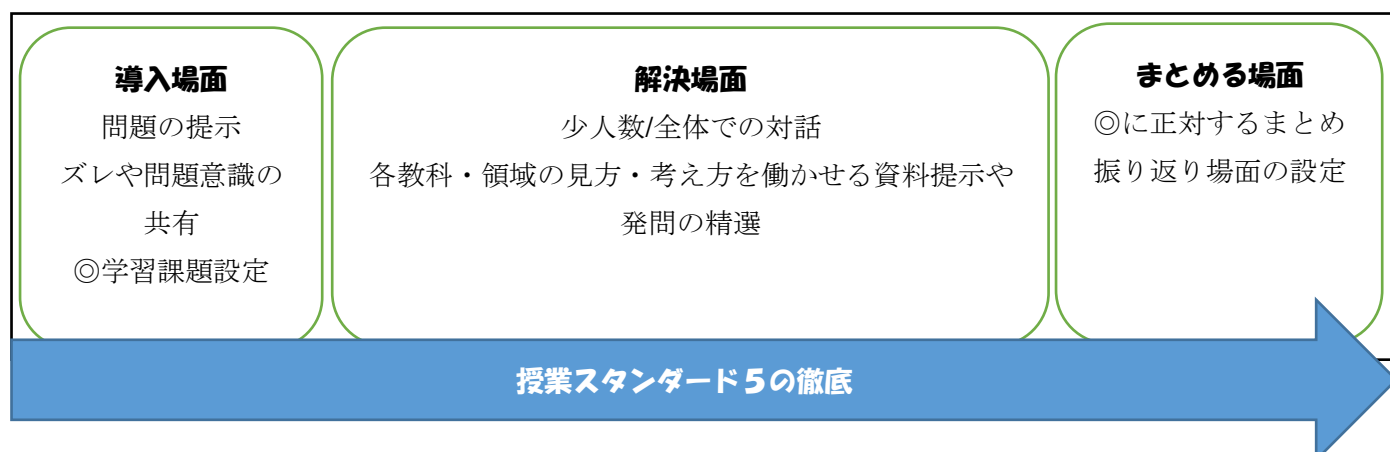 導入場面
問題の提示
ズレや問題意識の
共有
◎学習課題設定
解決場面
少人数/全体での対話
各教科・領域の見方・考え方を働かせる資料提示や
発問の精選
まとめる場面
◎に正対するまとめ
振り返り場面の設定
授業スタンダード５の徹底